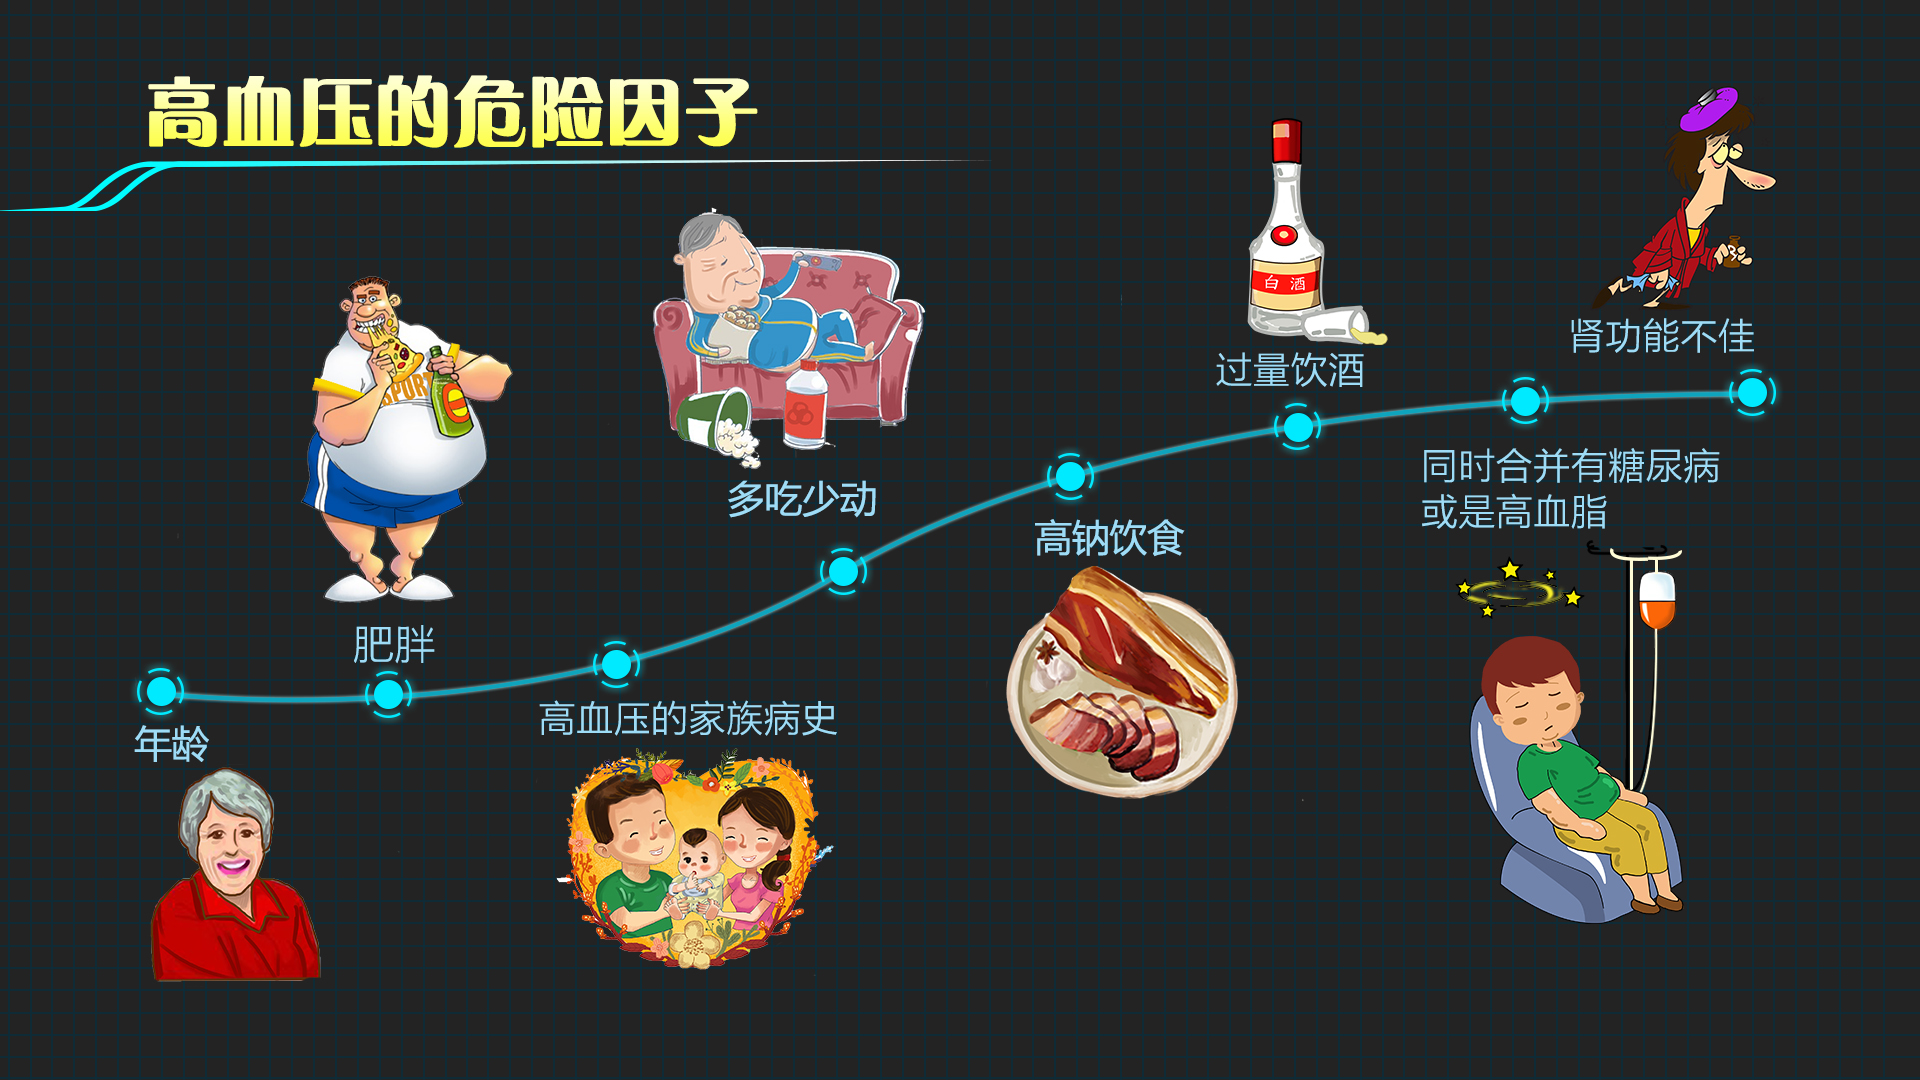 高血压的危险因子
年龄
肥胖
SPORT
高血压的家族病史
多吃少动
高钠饮食
白酒
过量饮酒
同时合并有糖尿病
或是高血脂
肾功能不佳